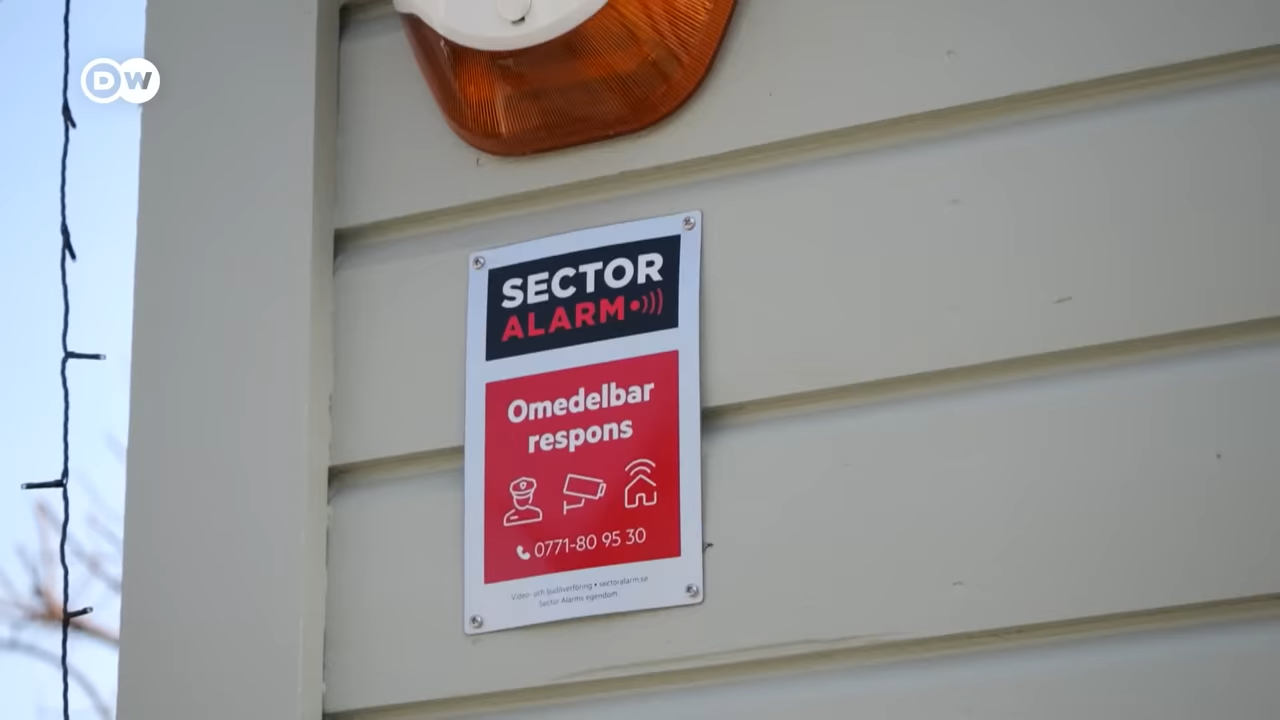 DW
SECTOR
ALARM
Omedelbar
respons
0771-80 95 30
Video- och ljudöverföring • sectoralarm.se
Sector Alarms egendom